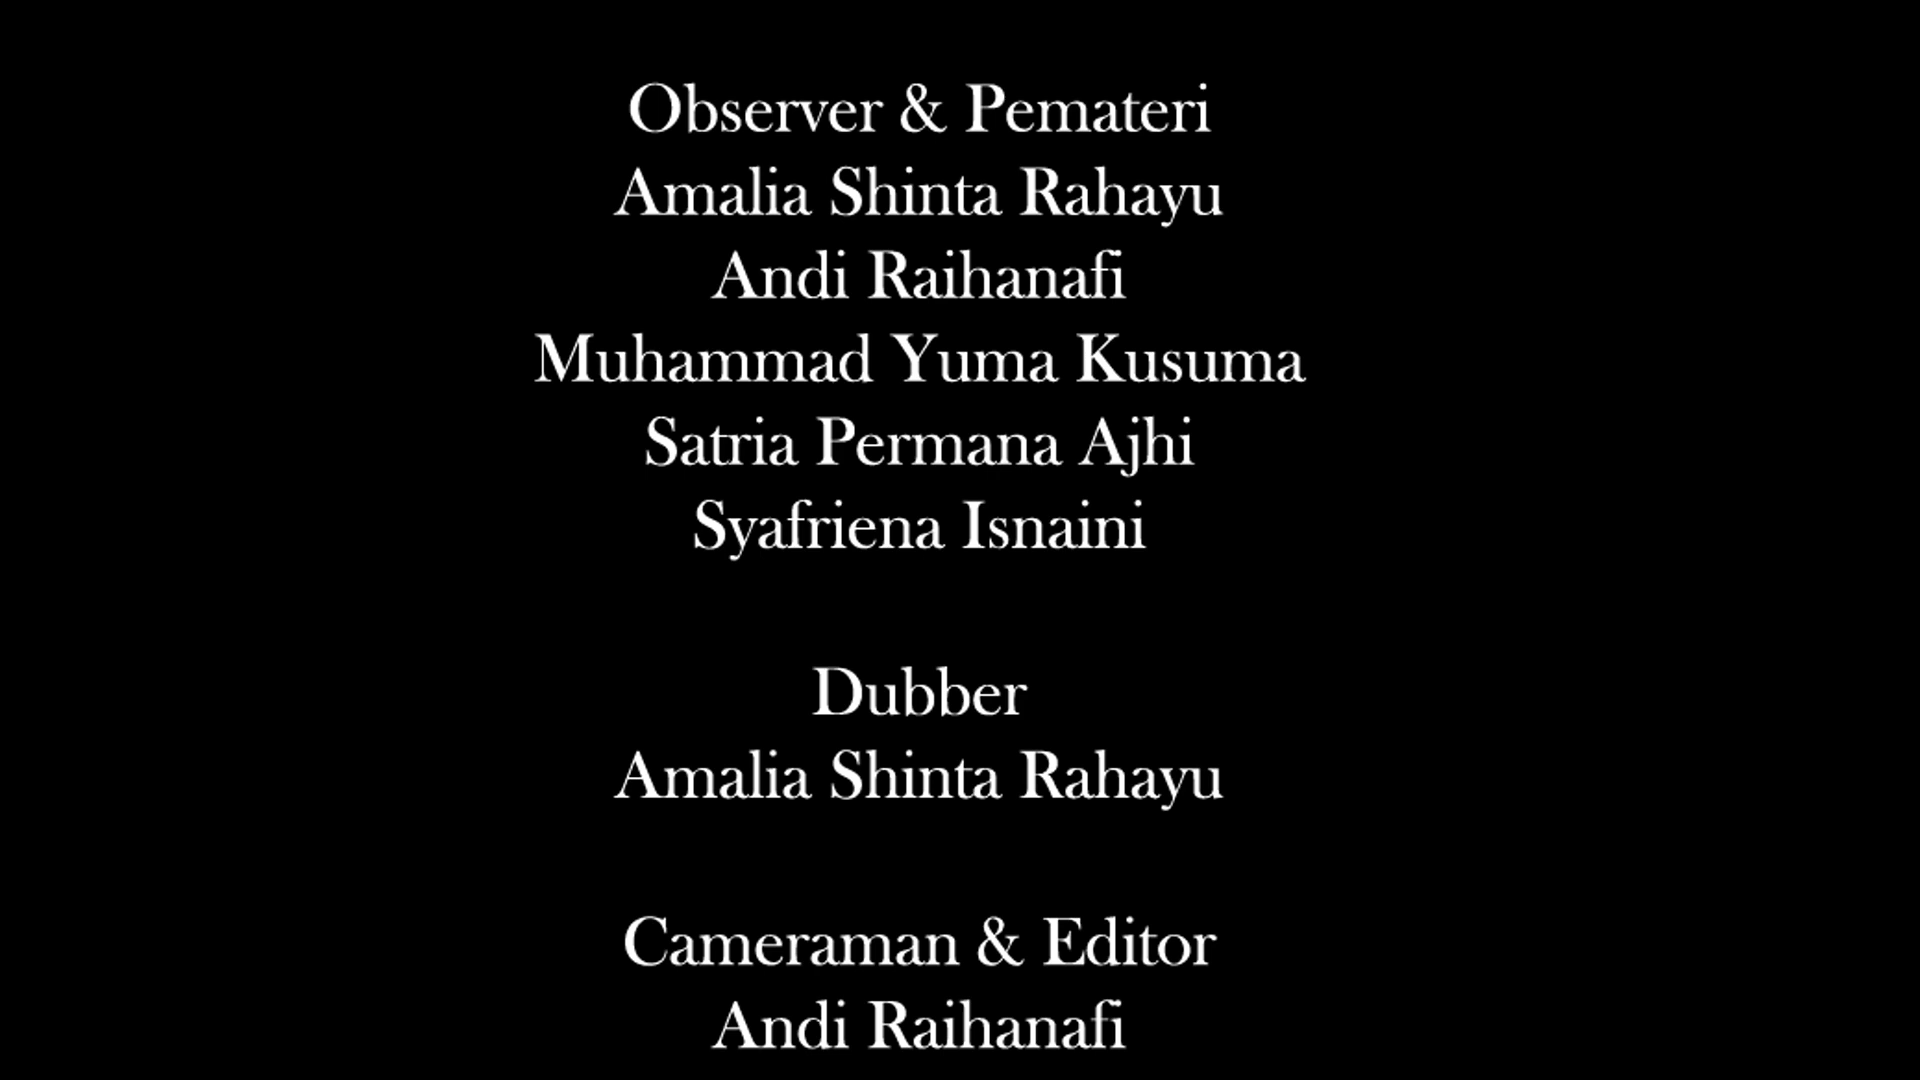 Observer & Pemateri
Amalia Shinta Rahayu
Andi Raihanafi
Muhammad Yuma Kusuma
Satria Permana Ajhi
Syafriena Isnaini
Dubber
Amalia Shinta Rahayu
Cameraman & Editor
Andi Raihanafi